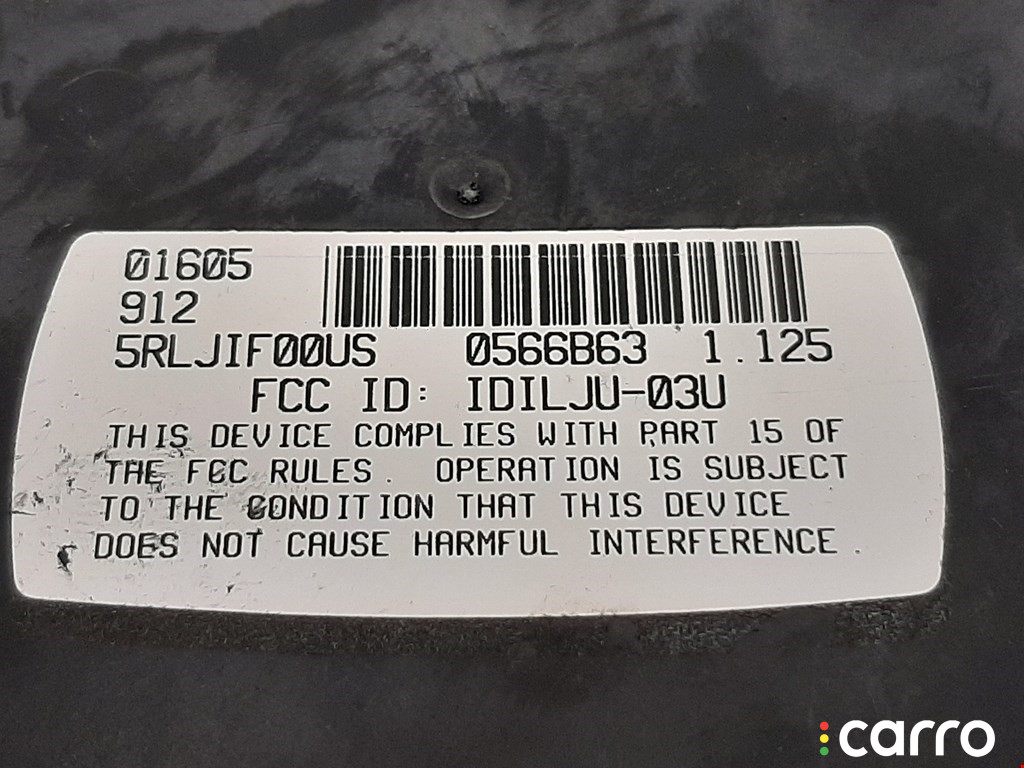 01605
912
5RLJIF00US 0566B63 1.125
FCC ID: IDILJU-03U
THIS DEVICE COMPLIES WITH PART 15 OF
THE FCC RULES. OPERATION IS SUBJECT
TO THE CONDITION THAT THIS DEVICE
DOES NOT CAUSE HARMFUL INTERFERENCE.
carro